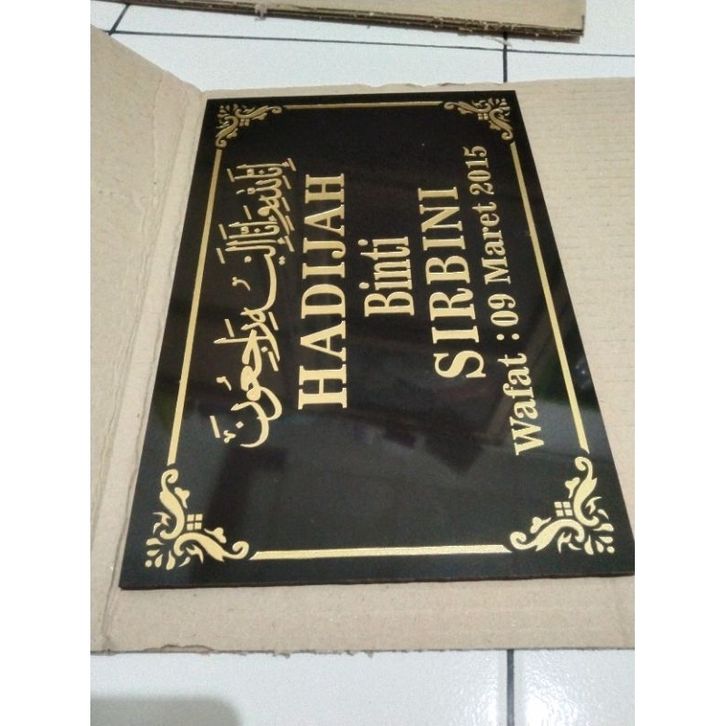 إنا لله وإنا إليه راجعون
HADIJAH
Binti
SIRBINI
Wafat : 09 Maret 2015